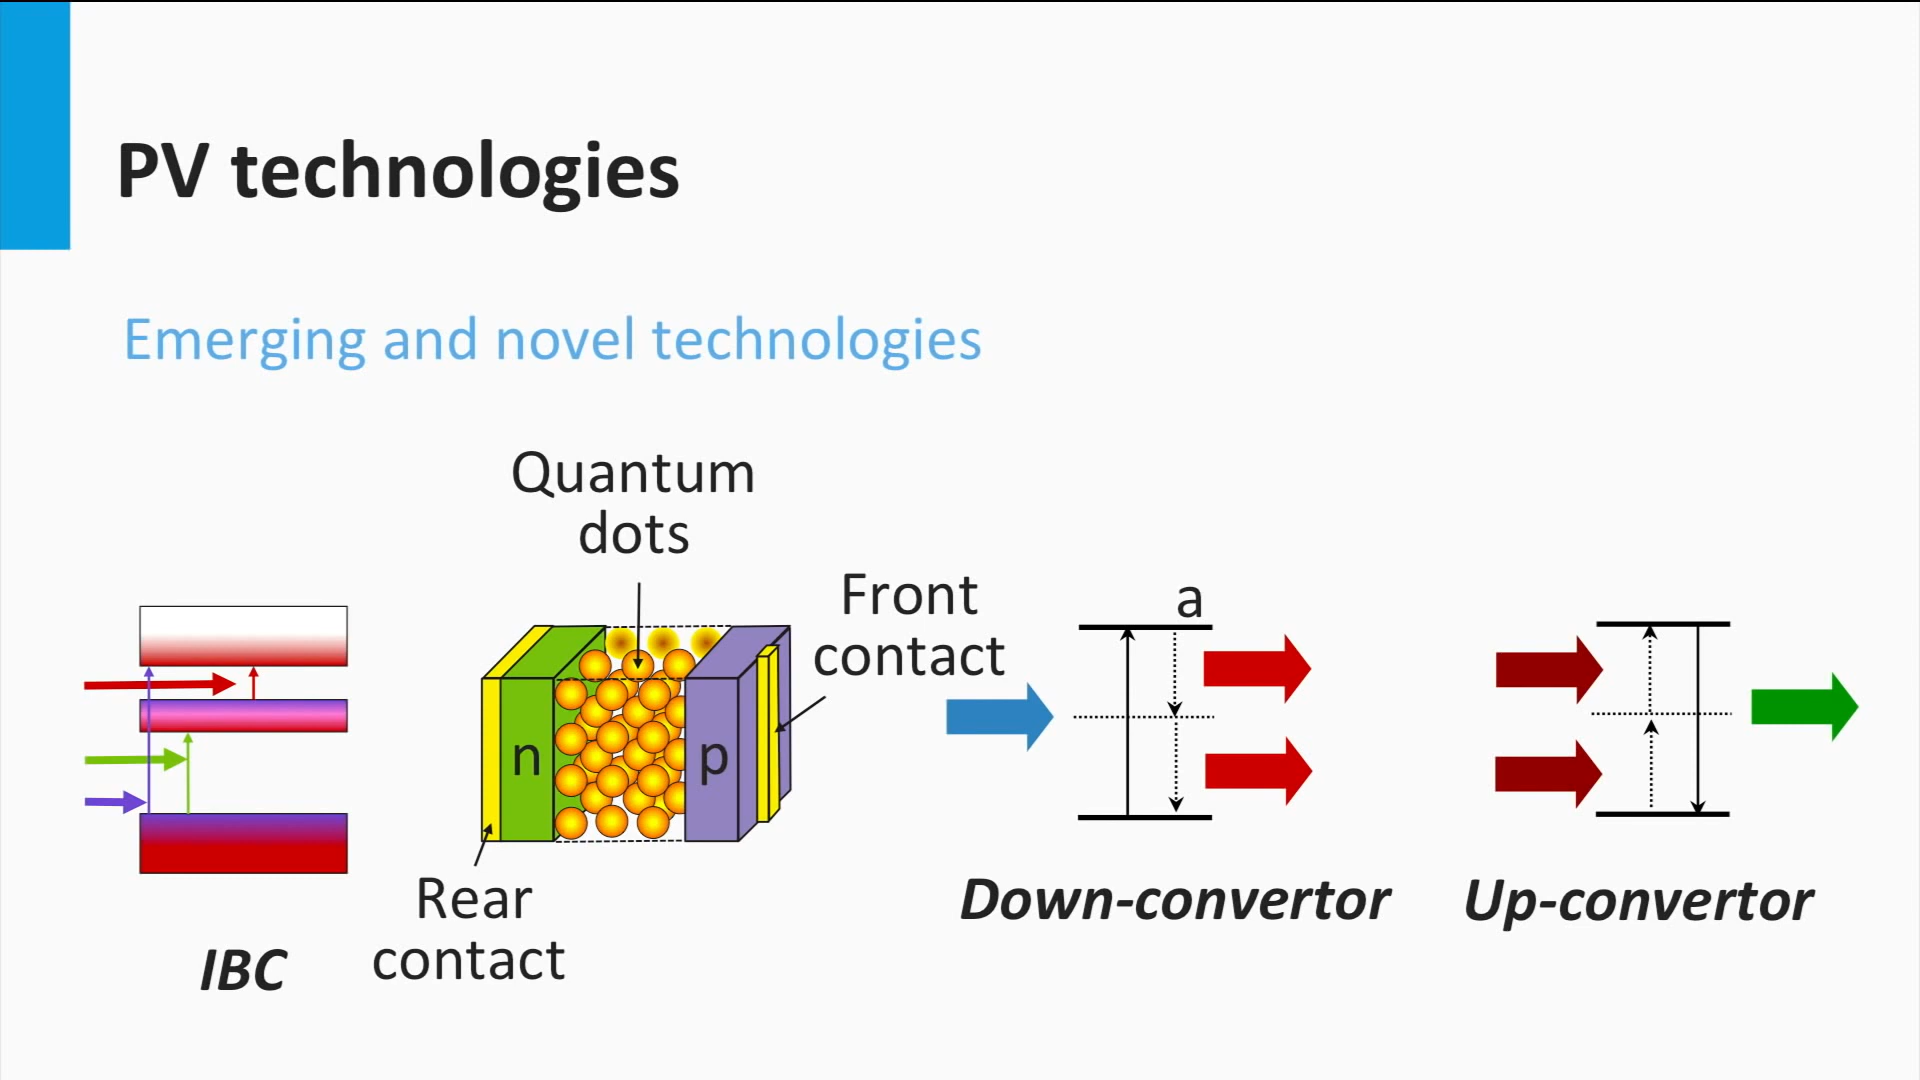 PV technologies
Emerging and novel technologies
Quantum
dots
Front
contact
a
n
p
Rear
contact
IBC
Down-convertor
Up-convertor